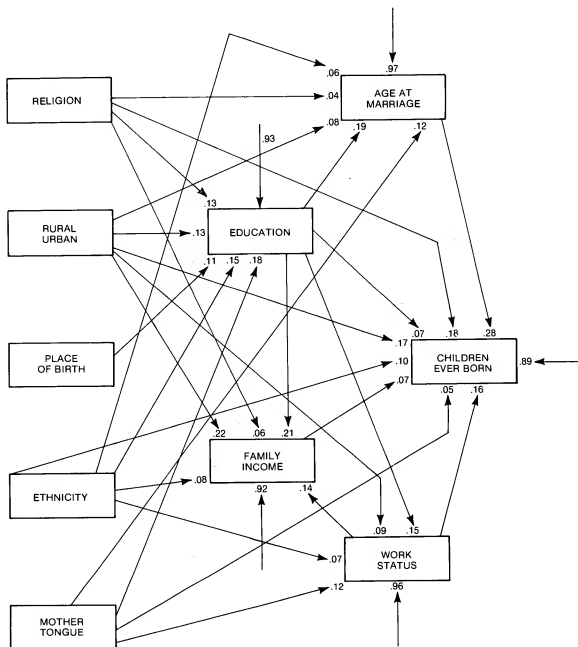 .97
.06
RELIGION
.04
AGE AT
MARRIAGE
.08
.19
.12
.93
.13
RURAL
URBAN
.13
EDUCATION
.11
.15
.18
.07
.18
.28
.17
PLACE
OF BIRTH
.10
CHILDREN
EVER BORN
.89
.07
.05
.16
.22
.06
.21
ETHNICITY
.08
FAMILY
INCOME
.92
.14
.09
.15
.07
WORK
STATUS
.12
.96
MOTHER
TONGUE